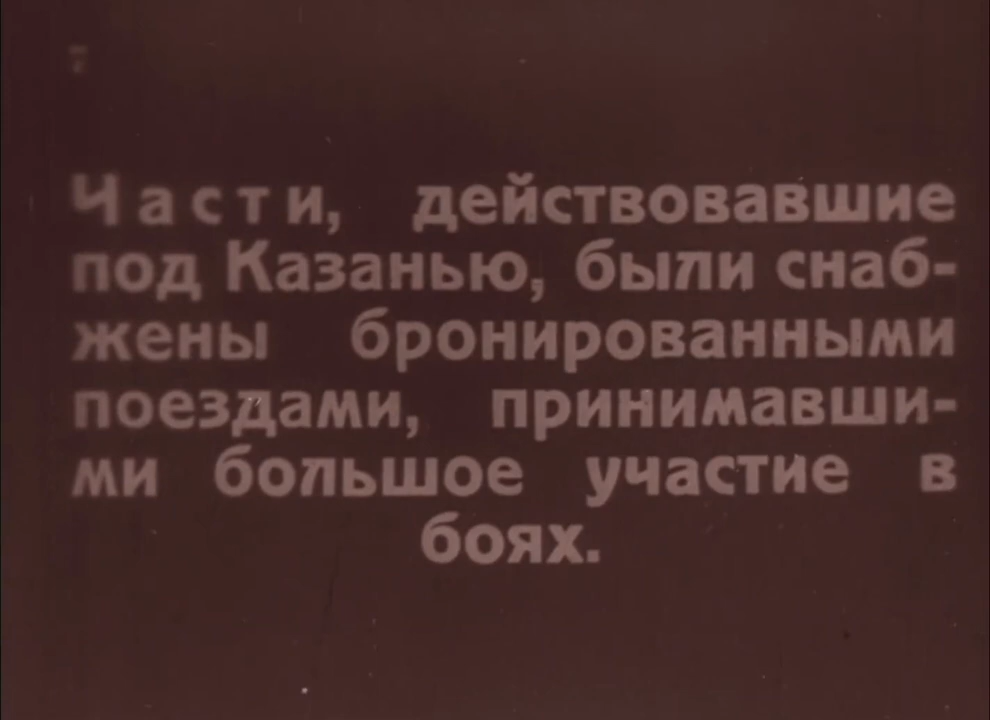 Части, действовавшие
под Казанью, были снаб-
жены бронированными
поездами, принимавши-
ми большое участие в
боях.